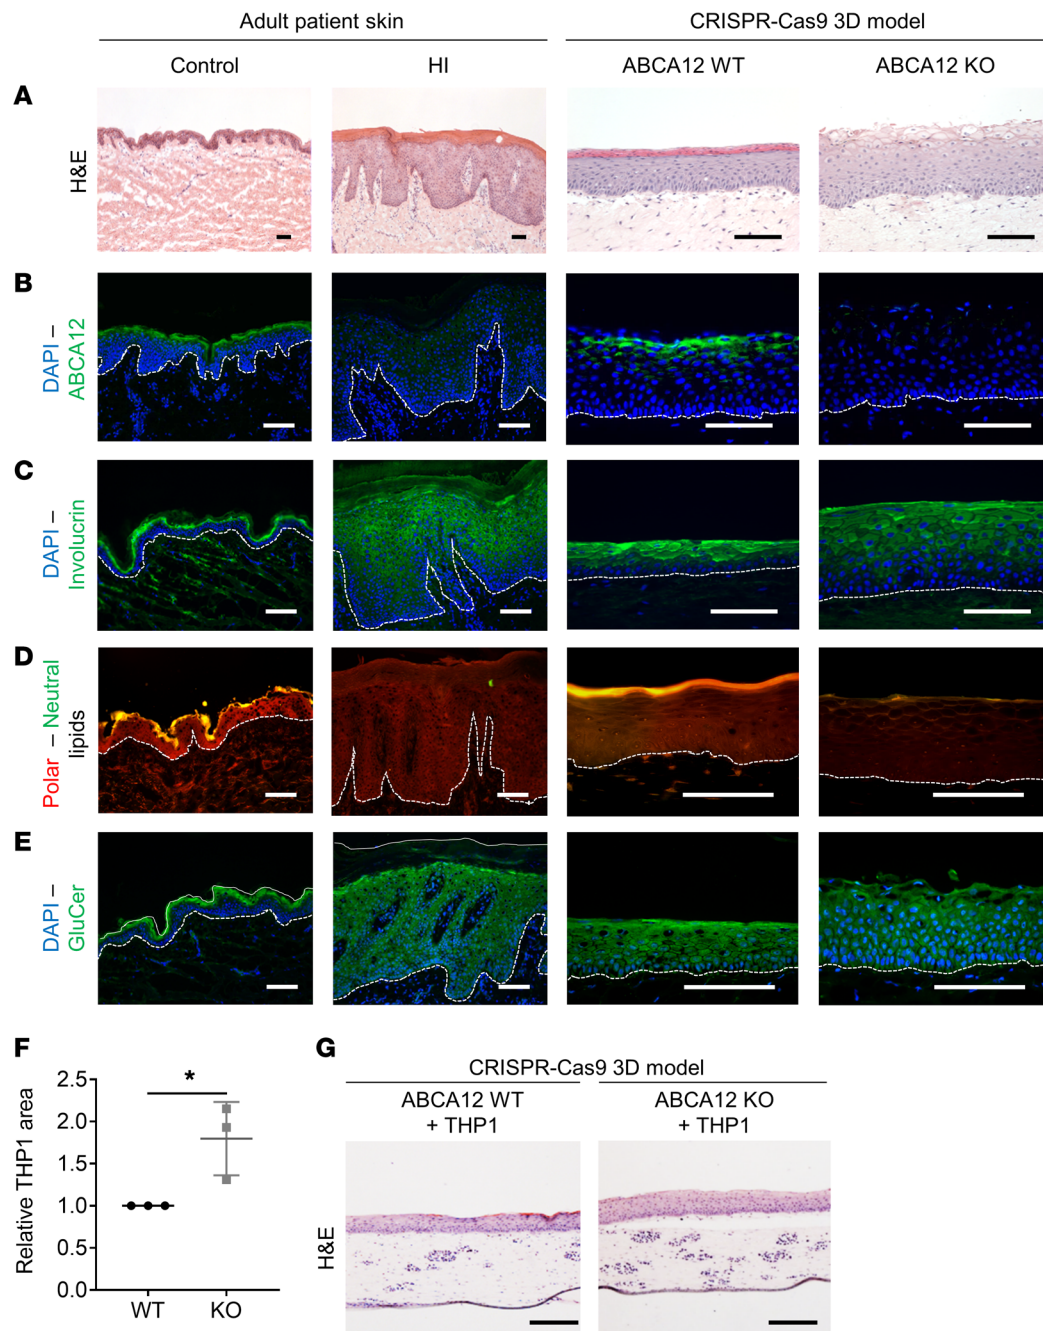 Adult patient skin
CRISPR-Cas9 3D model
Control
HI
ABCA12 WT
ABCA12 KO
A
H&E
B
DAPI –
ABCA12
C
DAPI –
Involucrin
D
Polar – Neutral
lipids
E
DAPI –
GluCer
F
Relative THP1 area
2.5
2.0
1.5
1.0
0.5
0.0
*
WT
KO
G
CRISPR-Cas9 3D model
ABCA12 WT
+ THP1
ABCA12 KO
+ THP1
H&E